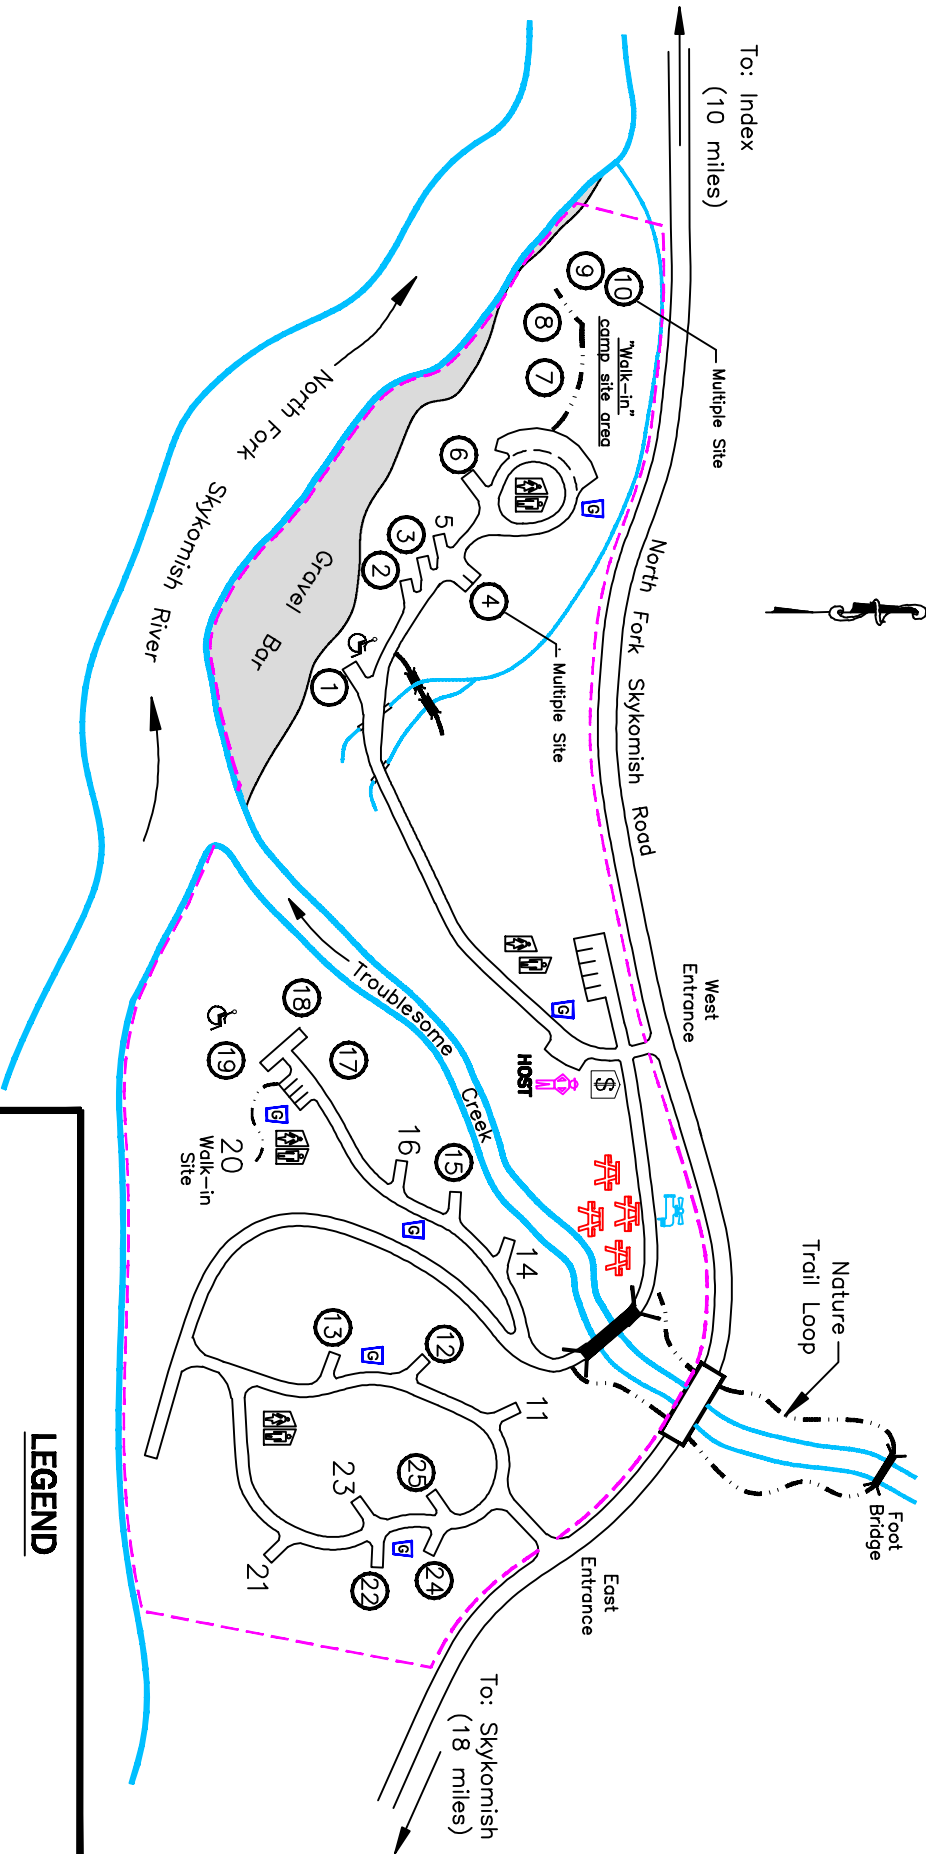 To: Index
(10 miles)
Multiple Site
10
9
8
7
"Walk-in"
camp site area
6
5
3
2
4
Multiple Site
1
G
Gravel Bar
North Fork Skykomish River
North Fork Skykomish Road
West
Entrance
G
$
HOST
Troublesome Creek
18
17
19
G
20
Walk-in
Site
16
15
G
14
Nature
Trail Loop
Foot
Bridge
13
G
12
11
25
23
G
24
22
21
East
Entrance
To: Skykomish
(18 miles)
LEGEND